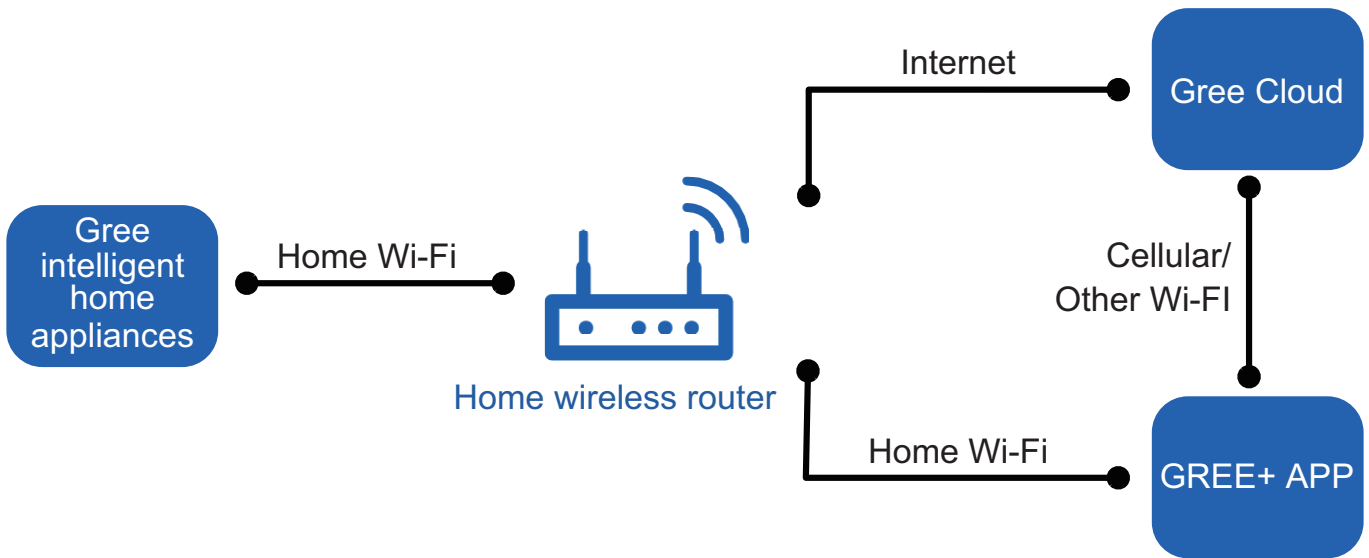 Internet
Gree Cloud
Gree
intelligent
home
appliances
Home Wi-Fi
Cellular/
Other Wi-FI
Home wireless router
Home Wi-Fi
GREE+ APP